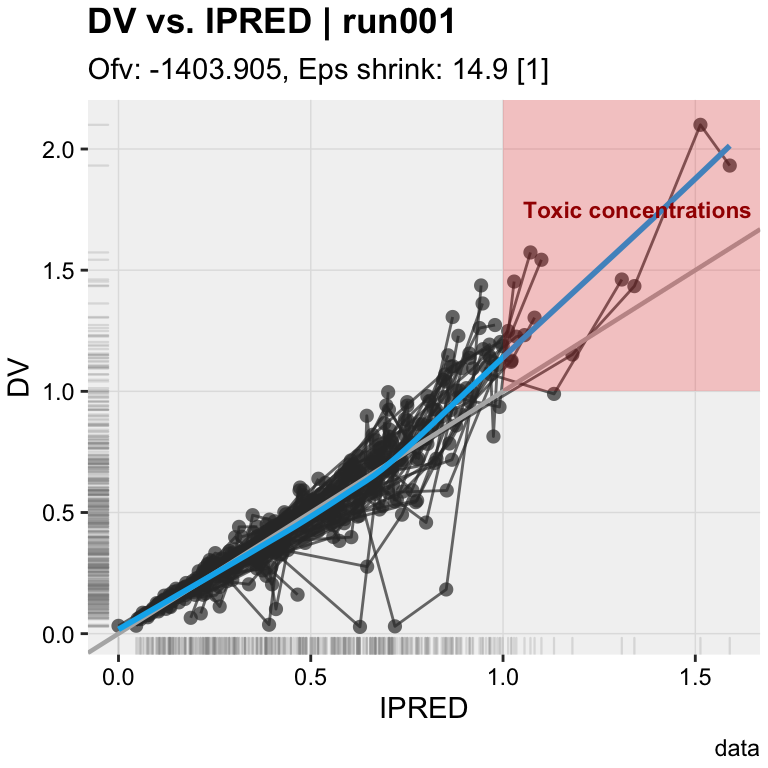 DV vs. IPRED | run001
Ofv: -1403.905, Eps shrink: 14.9 [1]
2.0
Toxic concentrations
1.5
1.0
0.5
0.0
DV
0.0 0.5 1.0 1.5
IPRED
data